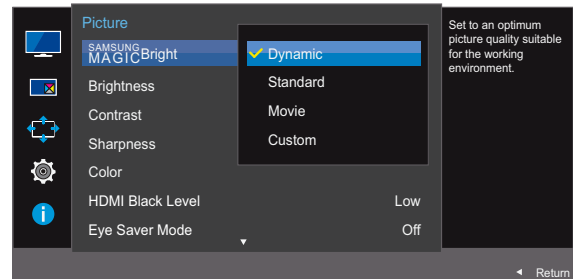 Picture
SAMSUNG
MAGICBright
Dynamic
Standard
Movie
Custom
Brightness
Contrast
Sharpness
Color
HDMI Black Level Low
Eye Saver Mode Off
Set to an optimum
picture quality suitable
for the working
environment.
Return